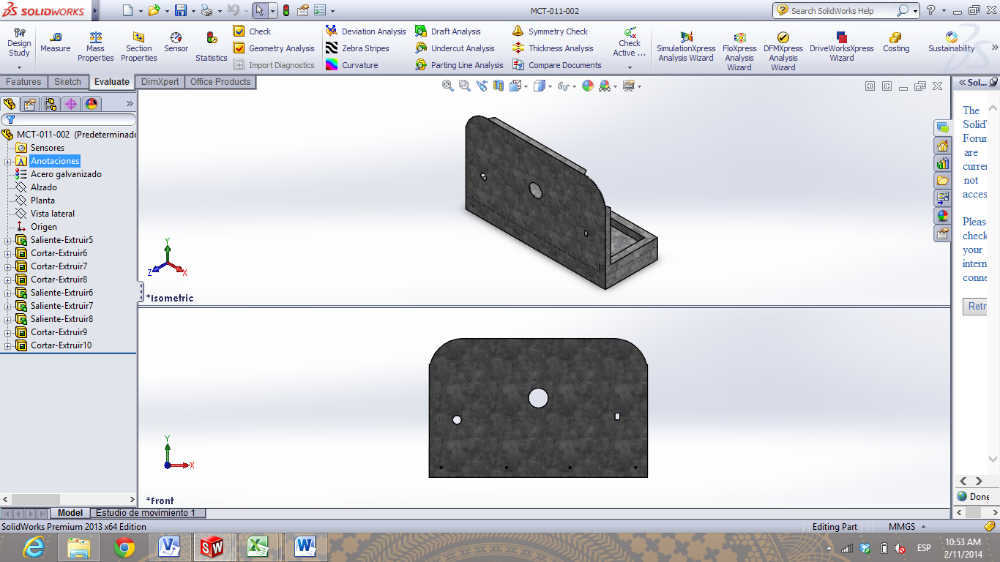 SOLIDWORKS
MCT-011-002
Search SolidWorks Help
Design Study
Measure
Mass Properties
Section Properties
Sensor
Statistics
Check
Geometry Analysis
Import Diagnostics
Deviation Analysis
Zebra Stripes
Curvature
Draft Analysis
Undercut Analysis
Parting Line Analysis
Symmetry Check
Thickness Analysis
Compare Documents
Check Active ...
SimulationXpress Analysis Wizard
FloXpress Analysis Wizard
DFMXpress Analysis Wizard
DriveWorksXpress Wizard
Costing
Sustainability
Features
Sketch
Evaluate
DimXpert
Office Products
Sol...
MCT-011-002 (Predeterminado
Sensores
Anotaciones
Acero galvanizado
Alzado
Planta
Vista lateral
Origen
Saliente-Extruir5
Cortar-Extruir6
Cortar-Extruir7
Cortar-Extruir8
Saliente-Extruir6
Saliente-Extruir7
Saliente-Extruir8
Cortar-Extruir9
Cortar-Extruir10
Y
Z
X
*Isometric
Y
X
*Front
The
Solid
Forur
are
currer
not
acces
Pleas
check
your
intern
conne
Retr
Done
Model
Estudio de movimiento 1
SolidWorks Premium 2013 x64 Edition
Editing Part
MMGS
ESP
10:53 AM
2/11/2014